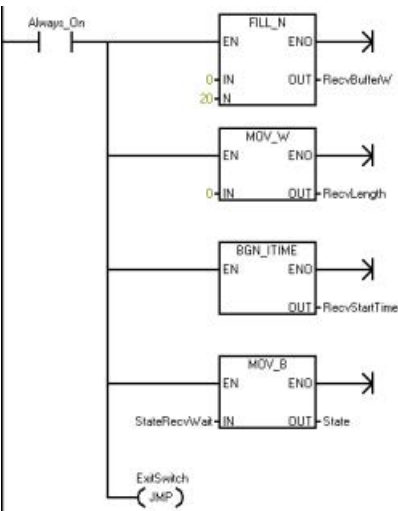 Always_On
FILL_N
EN ENO
0 IN OUT RecvBufferW
20 N
MOV_W
EN ENO
0 IN OUT RecvLength
BGN_ITIME
EN ENO
OUT RecvStartTime
MOV_B
EN ENO
StateRecvWait IN OUT State
ExitSwitch
JMP